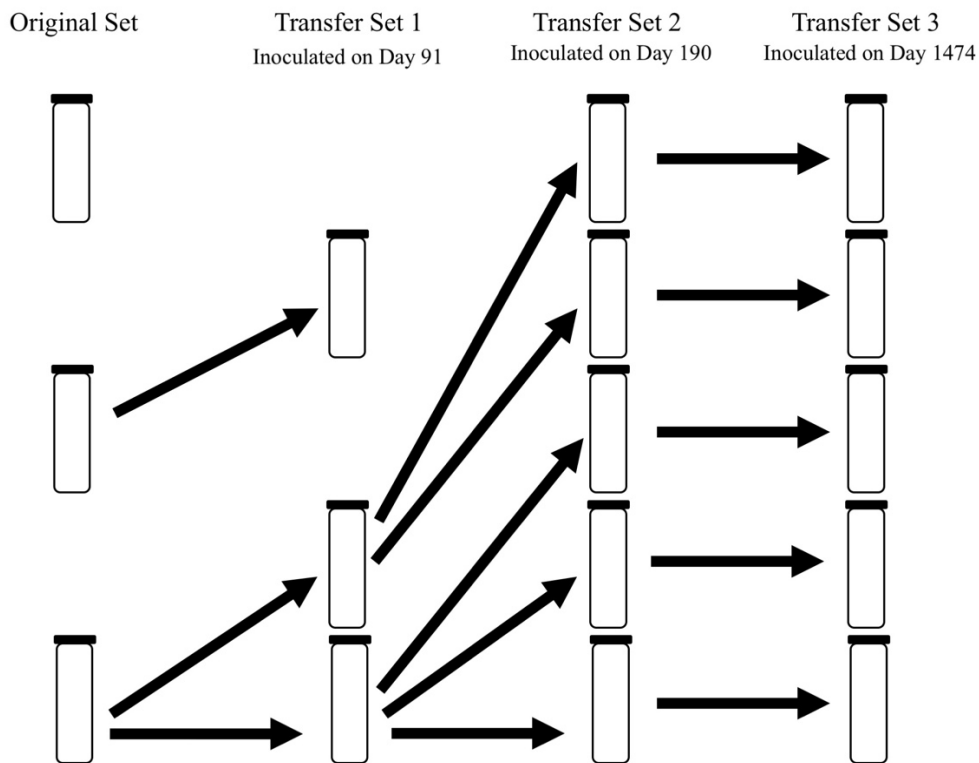 Original Set
Transfer Set 1
Inoculated on Day 91
Transfer Set 2
Inoculated on Day 190
Transfer Set 3
Inoculated on Day 1474